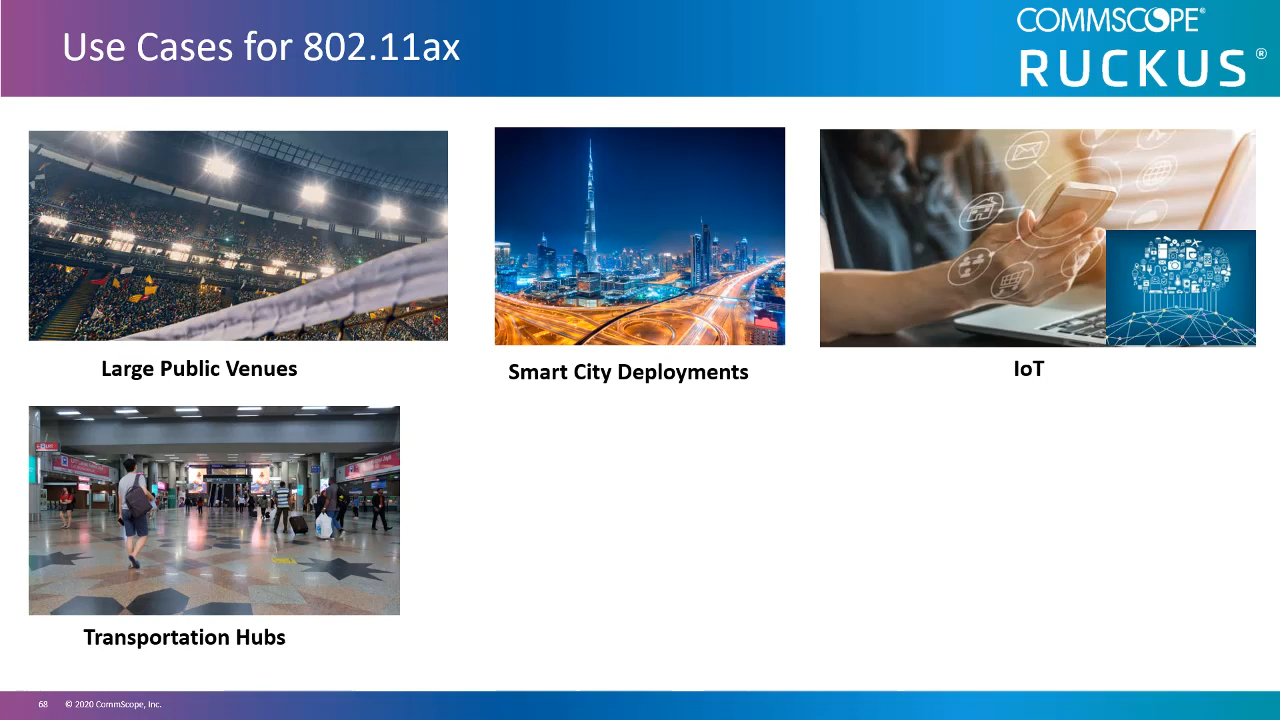 Use Cases for 802.11ax
COMMSCOPE®
RUCKUS®
Large Public Venues
Smart City Deployments
IoT
Transportation Hubs
68 © 2020 CommScope, Inc.